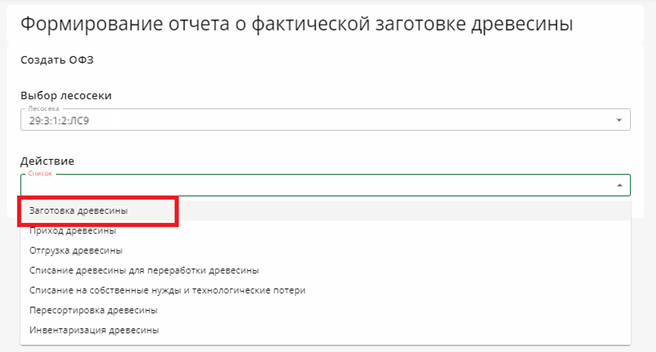 Формирование отчета о фактической заготовке древесины
Создать ОФЗ
Выбор лесосеки
Лесосека
29:3:1:2:ЛС9
Действие
Список
Заготовка древесины
Приход древесины
Отгрузка древесины
Списание древесины для переработки древесины
Списание на собственные нужды и технологические потери
Пересортировка древесины
Инвентаризация древесины